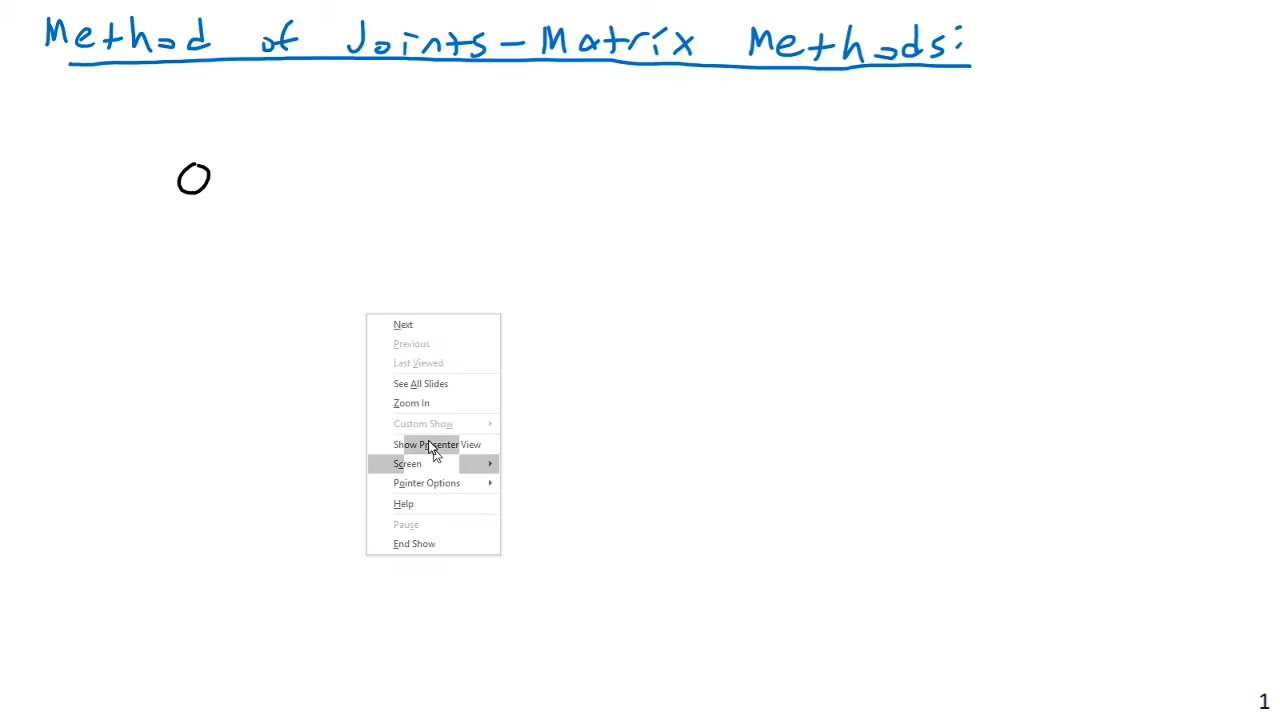 Method of Joints - Matrix Methods:
Next
Previous
Last Viewed
See All Slides
Zoom In
Custom Show
Show Presenter View
Screen
Pointer Options
Help
Pause
End Show
1